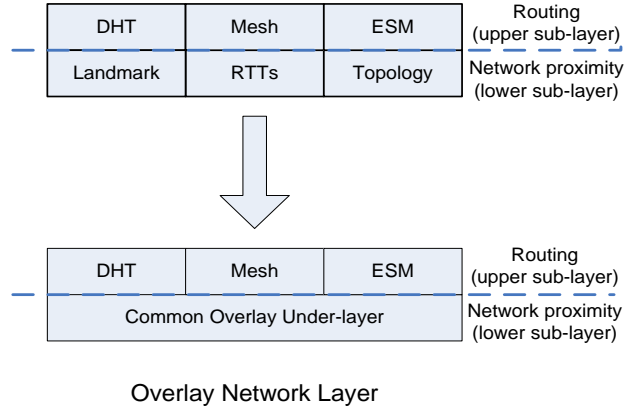 DHT Mesh ESM
Routing
(upper sub-layer)
Landmark RTTs Topology
Network proximity
(lower sub-layer)
DHT Mesh ESM
Routing
(upper sub-layer)
Common Overlay Under-layer
Network proximity
(lower sub-layer)
Overlay Network Layer